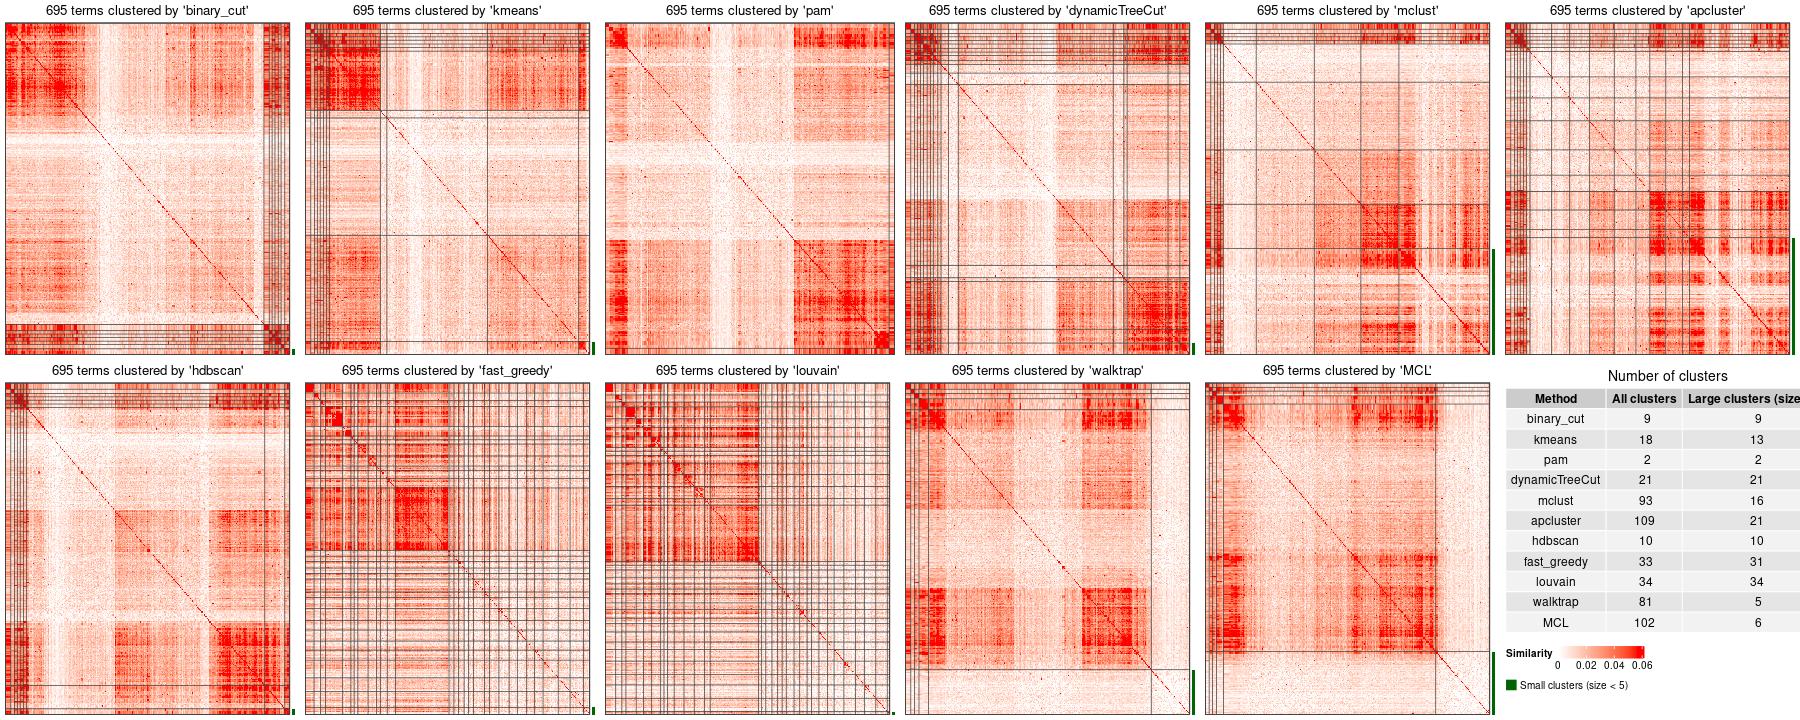 695 terms clustered by 'binary_cut'
695 terms clustered by 'kmeans'
695 terms clustered by 'pam'
695 terms clustered by 'dynamicTreeCut'
695 terms clustered by 'mclust'
695 terms clustered by 'apcluster'
695 terms clustered by 'hdbscan'
695 terms clustered by 'fast_greedy'
695 terms clustered by 'louvain'
695 terms clustered by 'walktrap'
695 terms clustered by 'MCL'
Number of clusters
Method All clusters Large clusters (size
binary_cut 9 9
kmeans 18 13
pam 2 2
dynamicTreeCut 21 21
mclust 93 16
apcluster 109 21
hdbscan 10 10
fast_greedy 33 31
louvain 34 34
walktrap 81 5
MCL 102 6
Similarity
0 0.02 0.04 0.06
Small clusters (size < 5)